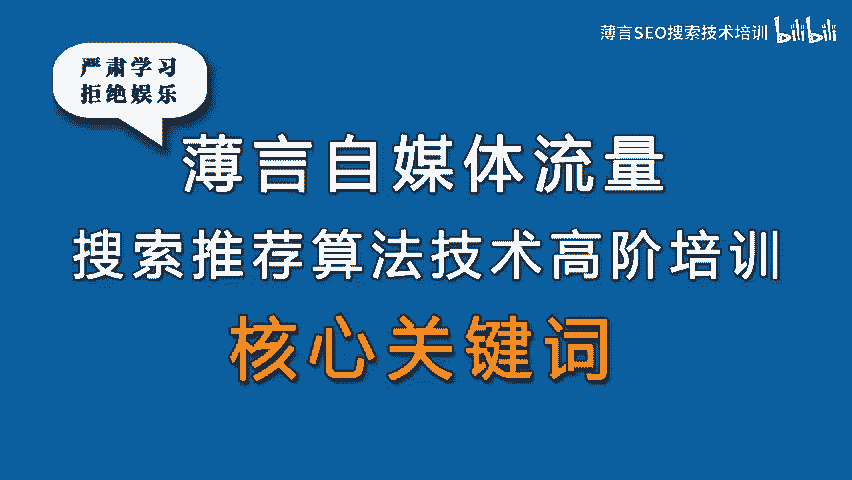 薄言SEO搜索技术培训 bilibili
严肃学习
拒绝娱乐
薄言自媒体流量
搜索推荐算法技术高阶培训
核心关键词